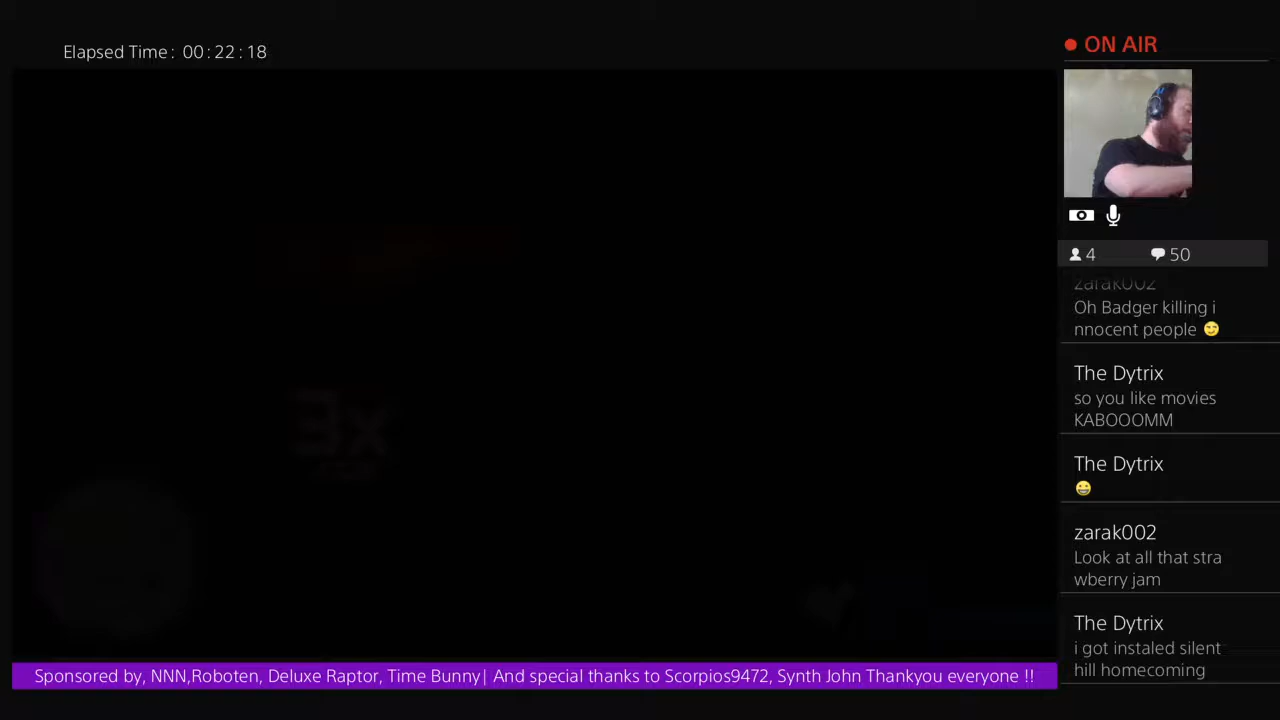 Elapsed Time: 00:22:18
ON AIR
4 50
zarak002
Oh Badger killing i
nnocent people 😏
The Dytrix
so you like movies
KABOOOMM
The Dytrix
😀
zarak002
Look at all that stra
wberry jam
The Dytrix
i got instaled silent
hill homecoming
3x
Sponsored by, NNN,Roboten, Deluxe Raptor, Time Bunny| And special thanks to Scorpios9472, Synth John Thankyou everyone !!